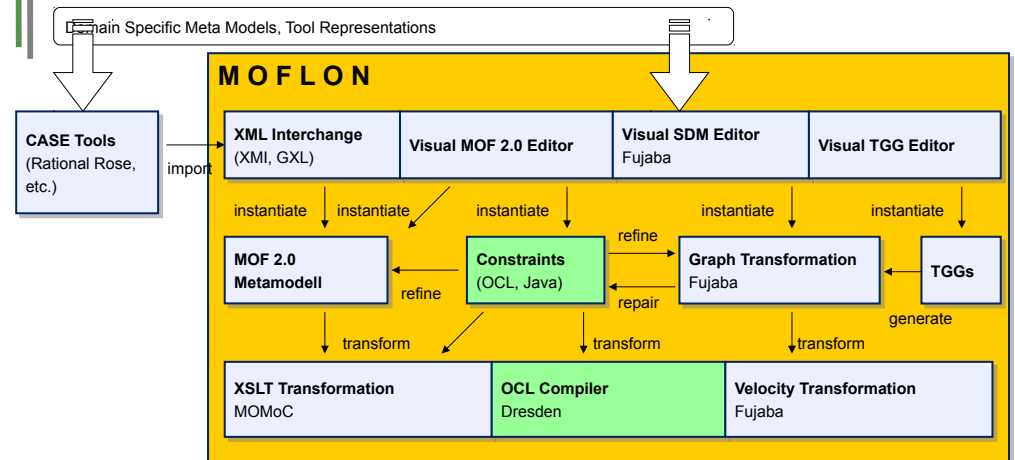 Domain Specific Meta Models, Tool Representations
MOFLON
CASE Tools
(Rational Rose,
etc.)
import
XML Interchange
(XMI, GXL)
Visual MOF 2.0 Editor
Visual SDM Editor
Fujaba
Visual TGG Editor
instantiate
instantiate
instantiate
instantiate
instantiate
MOF 2.0
Metamodell
refine
Constraints
(OCL, Java)
refine
repair
Graph Transformation
Fujaba
TGGs
generate
transform
transform
transform
XSLT Transformation
MOMoC
OCL Compiler
Dresden
Velocity Transformation
Fujaba